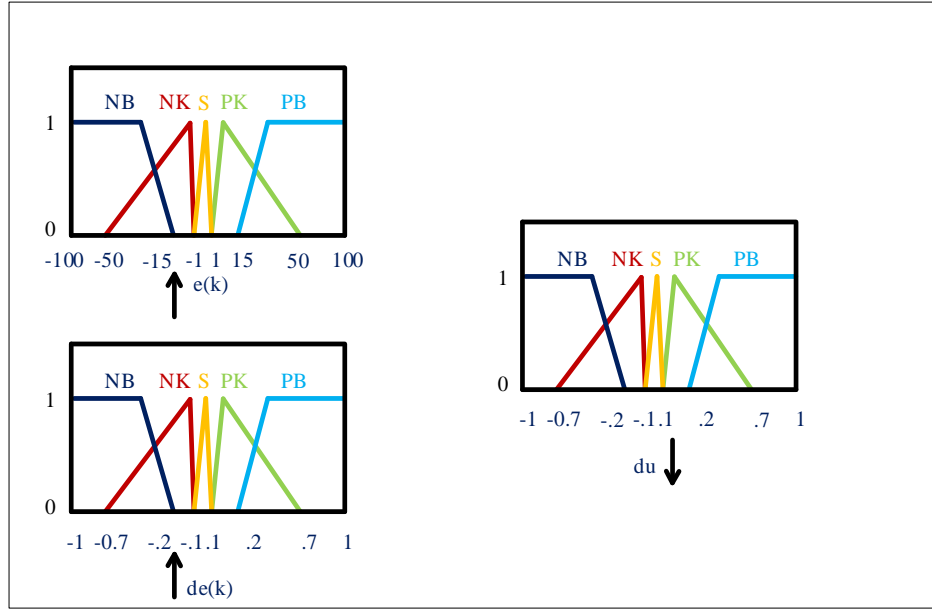 NB NK S PK PB
1
0
-100 -50 -15 -1 1 15 50 100
e(k)
NB NK S PK PB
1
0
-1 -0.7 -.2 -.1 .1 .2 .7 1
de(k)
NB NK S PK PB
1
0
-1 -0.7 -.2 -.1 .1 .2 .7 1
du